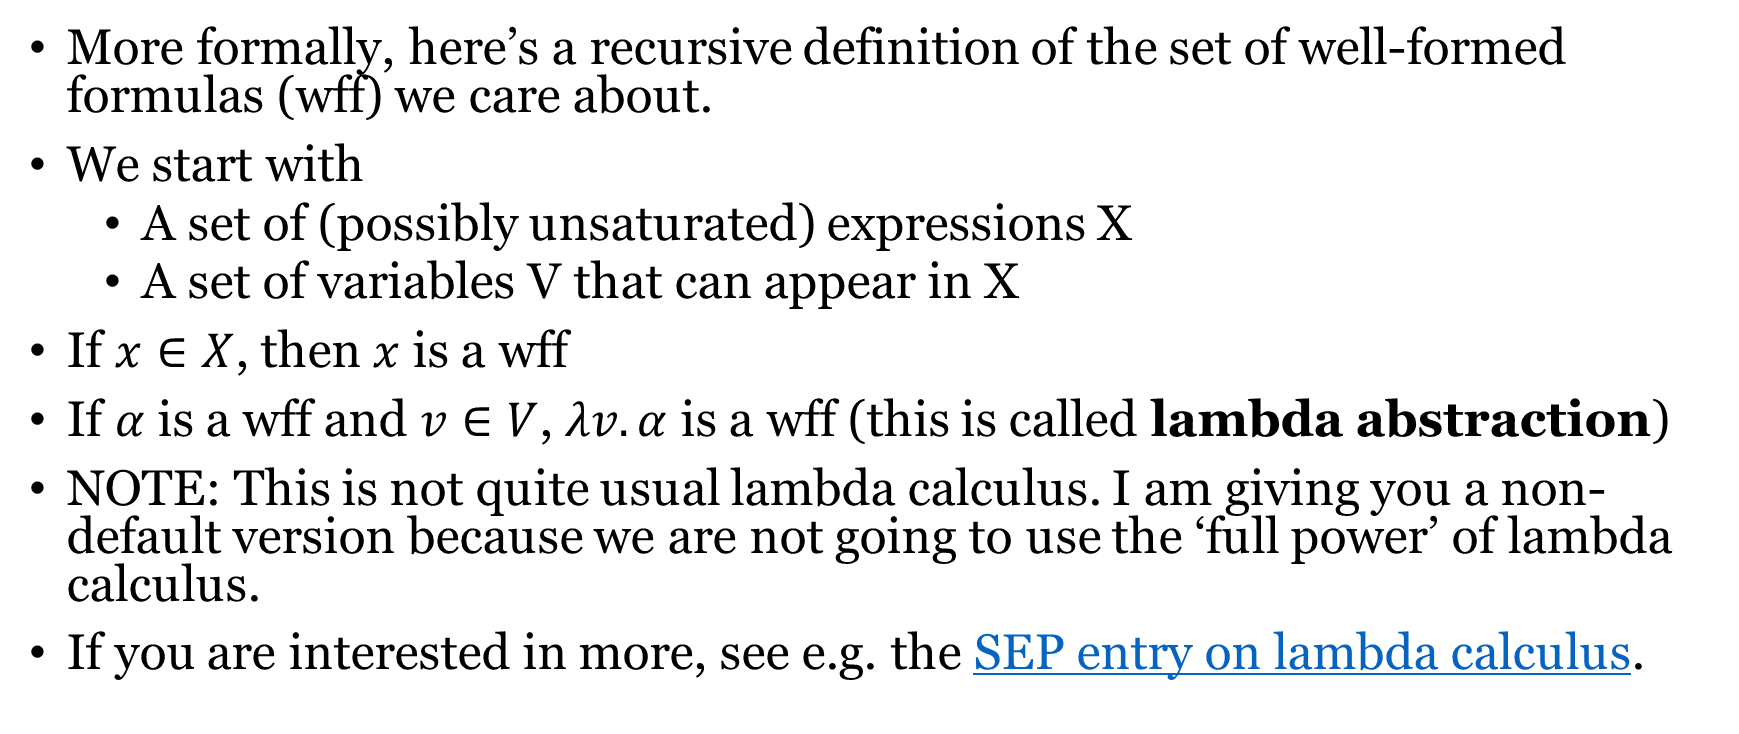 • More formally, here’s a recursive definition of the set of well-formed
formulas (wff) we care about.
• We start with
• A set of (possibly unsaturated) expressions X
• A set of variables V that can appear in X
• If 𝑥 ∈ 𝑋, then 𝑥 is a wff
• If 𝛼 is a wff and 𝑣 ∈ 𝑉, 𝜆𝑣. 𝛼 is a wff (this is called lambda abstraction)
• NOTE: This is not quite usual lambda calculus. I am giving you a non-
default version because we are not going to use the ‘full power’ of lambda
calculus.
• If you are interested in more, see e.g. the SEP entry on lambda calculus.